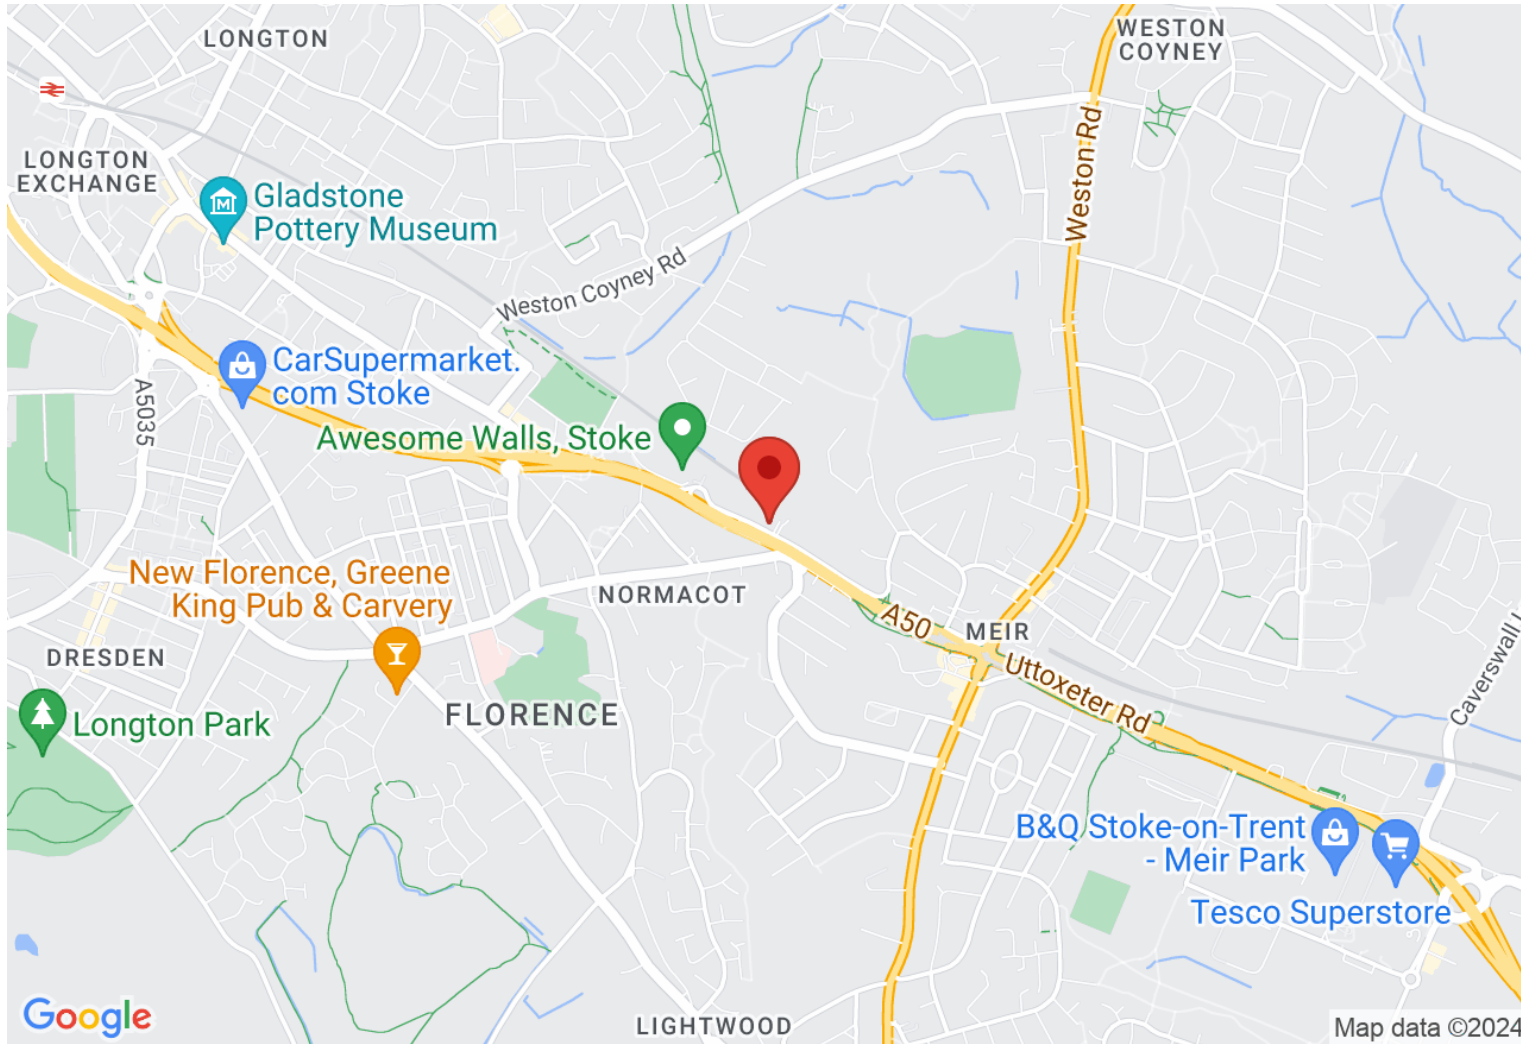 LONGTON
WESTON
COYNEY
LONGTON
EXCHANGE
Gladstone
Pottery Museum
Weston Rd
Weston Coyney Rd
CarSupermarket.
com Stoke
A5035
Awesome Walls, Stoke
New Florence, Greene
King Pub & Carvery
NORMACOT
A50
MEIR
DRESDEN
Uttoxeter Rd
Caverswall L
Longton Park
FLORENCE
B&Q Stoke-on-Trent
- Meir Park
Tesco Superstore
Google
LIGHTWOOD
Map data ©2024